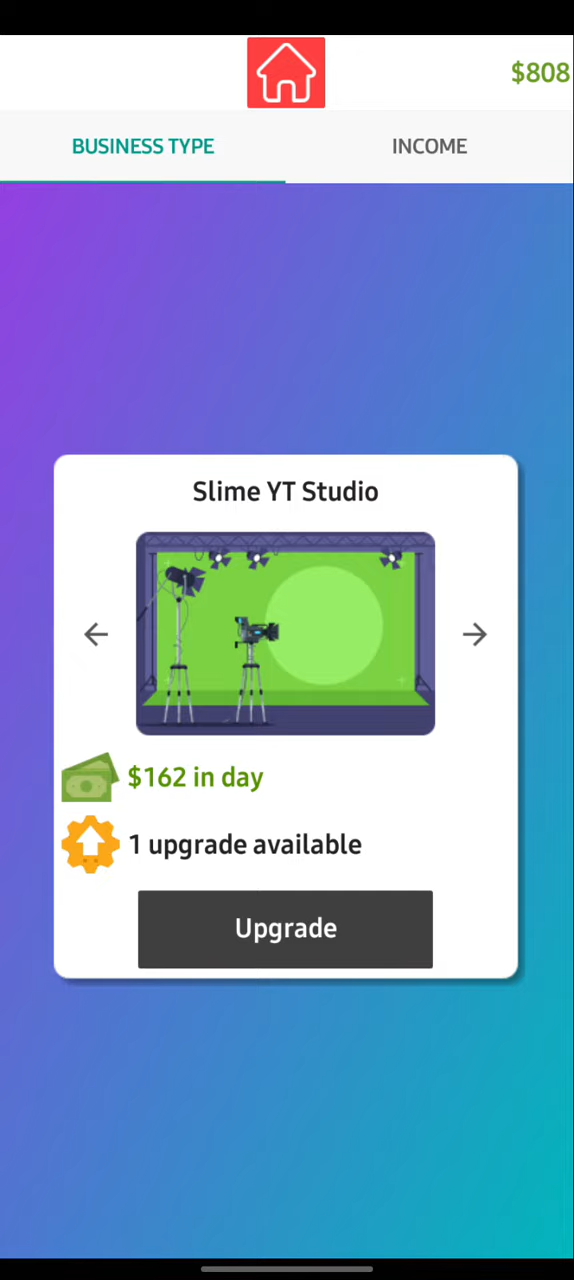 $808
BUSINESS TYPE
INCOME
Slime YT Studio
$162 in day
1 upgrade available
Upgrade